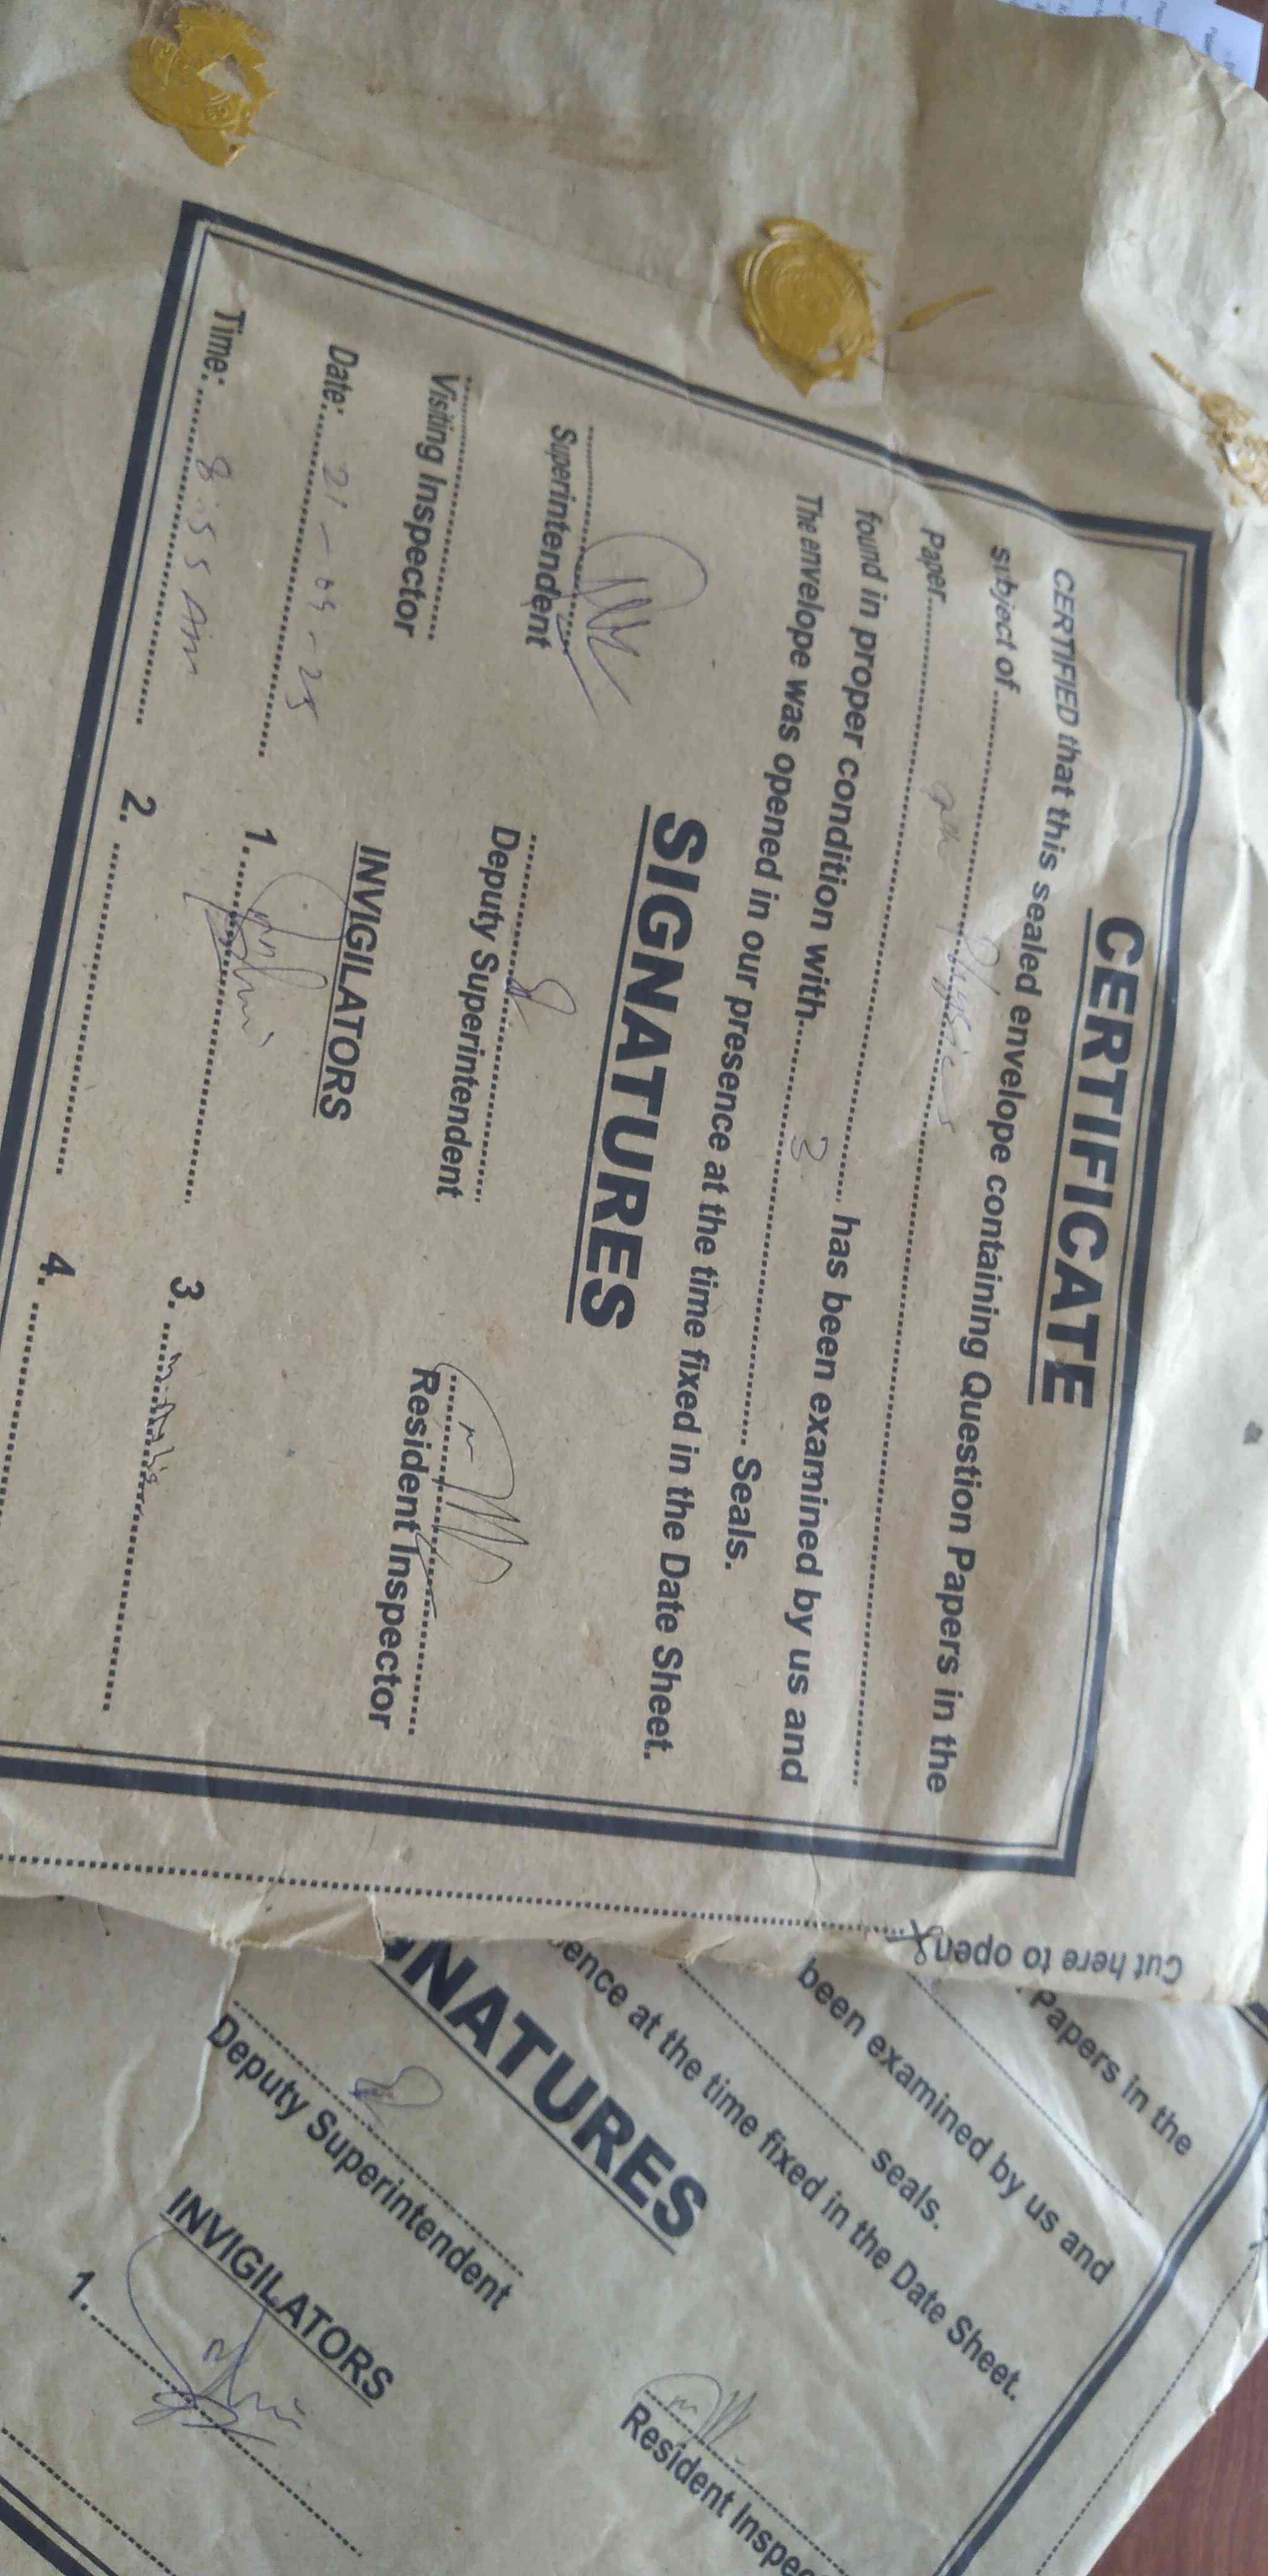 CERTIFICATE
CERTIFIED that this sealed envelope containing Question Papers in the
subject of .......... Physics ..........
Paper.......... has been examined by us and
found in proper condition with.......... 3 .......... Seals.
The envelope was opened in our presence at the time fixed in the Date Sheet.
SIGNATURES
Superintendent
Deputy Superintendent
Resident Inspector
Visiting Inspector
INVIGILATORS
Date: 21-04-25
1.
3.
Time: 8:55 Am
2.
4.
Cut here to open
Papers in the
been examined by us and
seals.
ence at the time fixed in the Date Sheet.
GNATURES
Deputy Superintendent
Resident Inspec
INVIGILATORS
1.